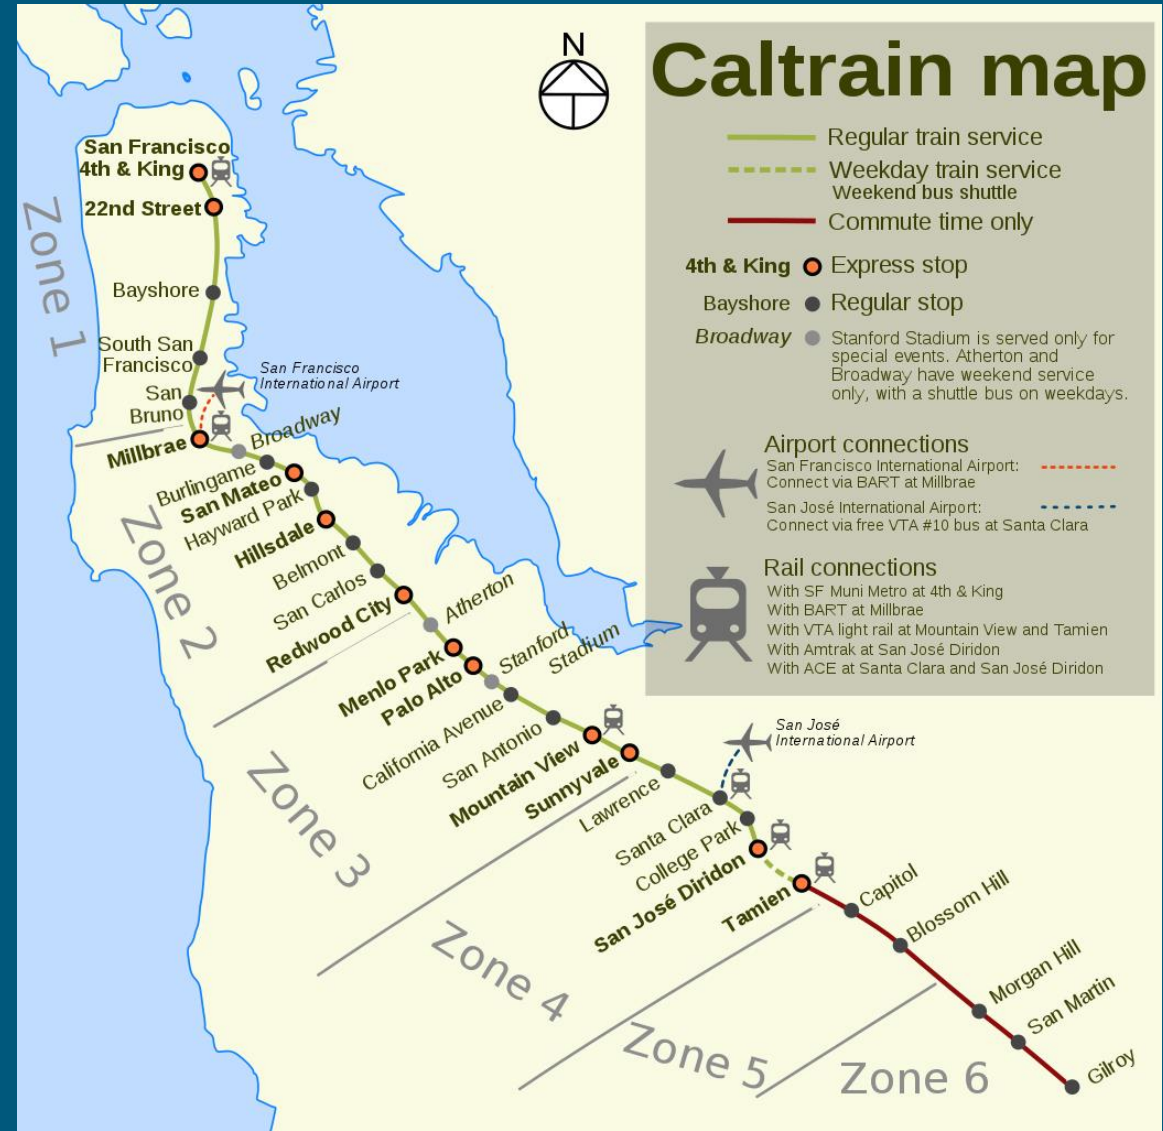 N
Caltrain map
Regular train service
Weekday train service
Weekend bus shuttle
Commute time only
4th & King Express stop
Bayshore Regular stop
Broadway Stanford Stadium is served only for
special events. Atherton and
Broadway have weekend service
only, with a shuttle bus on weekdays.
Airport connections
San Francisco International Airport:
Connect via BART at Millbrae
San José International Airport:
Connect via free VTA #10 bus at Santa Clara
Rail connections
With SF Muni Metro at 4th & King
With BART at Millbrae
With VTA light rail at Mountain View and Tamien
With Amtrak at San José Diridon
With ACE at Santa Clara and San José Diridon
San Francisco
4th & King
22nd Street
Zone 1
Bayshore
South San
Francisco
San Francisco
International Airport
San
Bruno
Millbrae
Broadway
Burlingame
San Mateo
Hayward Park
Hillsdale
Zone 2
Belmont
San Carlos
Redwood City
Atherton
Menlo Park
Palo Alto
Stanford
Stadium
California Avenue
San Antonio
Mountain View
Sunnyvale
Zone 3
San José
International Airport
Lawrence
Santa Clara
College Park
San José Diridon
Tamien
Zone 4
Capitol
Blossom Hill
Zone 5
Morgan Hill
San Martin
Gilroy
Zone 6